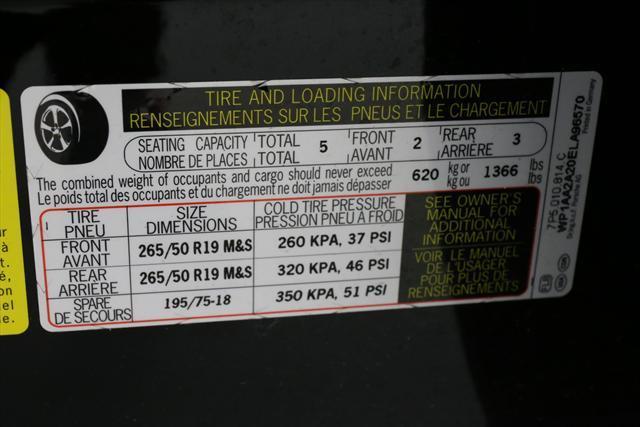 TIRE AND LOADING INFORMATION
RENSEIGNEMENTS SUR LES PNEUS ET LE CHARGEMENT
SEATING CAPACITY TOTAL 5 FRONT 2 REAR 3
NOMBRE DE PLACES TOTAL AVANT ARRIÈRE
The combined weight of occupants and cargo should never exceed 620 kg or 1366 lbs
Le poids total des occupants et du chargement ne doit jamais dépasser kg ou lbs
TIRE SIZE COLD TIRE PRESSURE
PNEU DIMENSIONS PRESSION PNEU A FROID
FRONT
AVANT 265/50 R19 M&S 260 KPA, 37 PSI
REAR
ARRIÈRE 265/50 R19 M&S 320 KPA, 46 PSI
SPARE
DE SECOURS 195/75-18 350 KPA, 51 PSI
SEE OWNER'S
MANUAL FOR
ADDITIONAL
INFORMATION
VOIR LE MANUEL
DE L'USAGER
POUR PLUS DE
RENSEIGNEMENTS
7P5 010 814 C
WP1AA2A20ELA96570
Printed in Germany